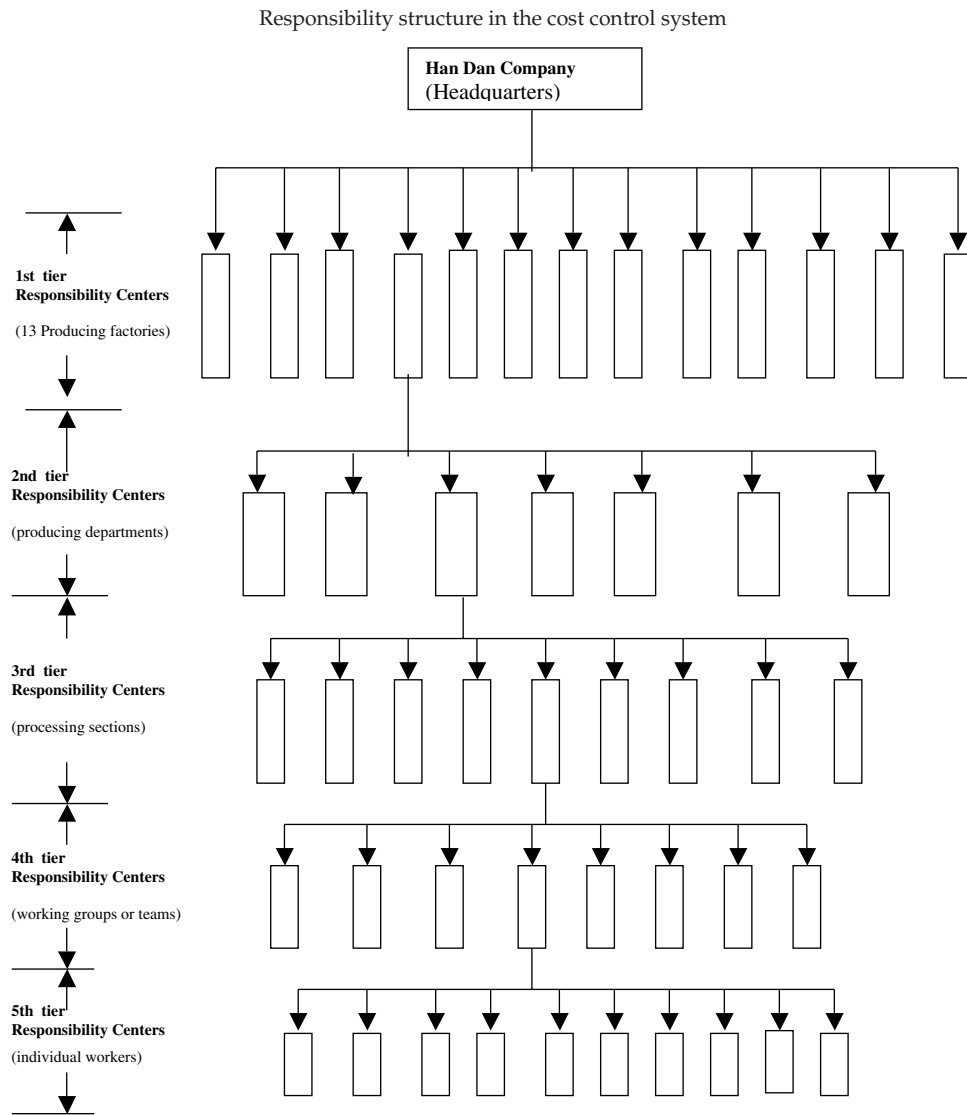 Responsibility structure in the cost control system
Han Dan Company
(Headquarters)
1st tier
Responsibility Centers
(13 Producing factories)
2nd tier
Responsibility Centers
(producing departments)
3rd tier
Responsibility Centers
(processing sections)
4th tier
Responsibility Centers
(working groups or teams)
5th tier
Responsibility Centers
(individual workers)